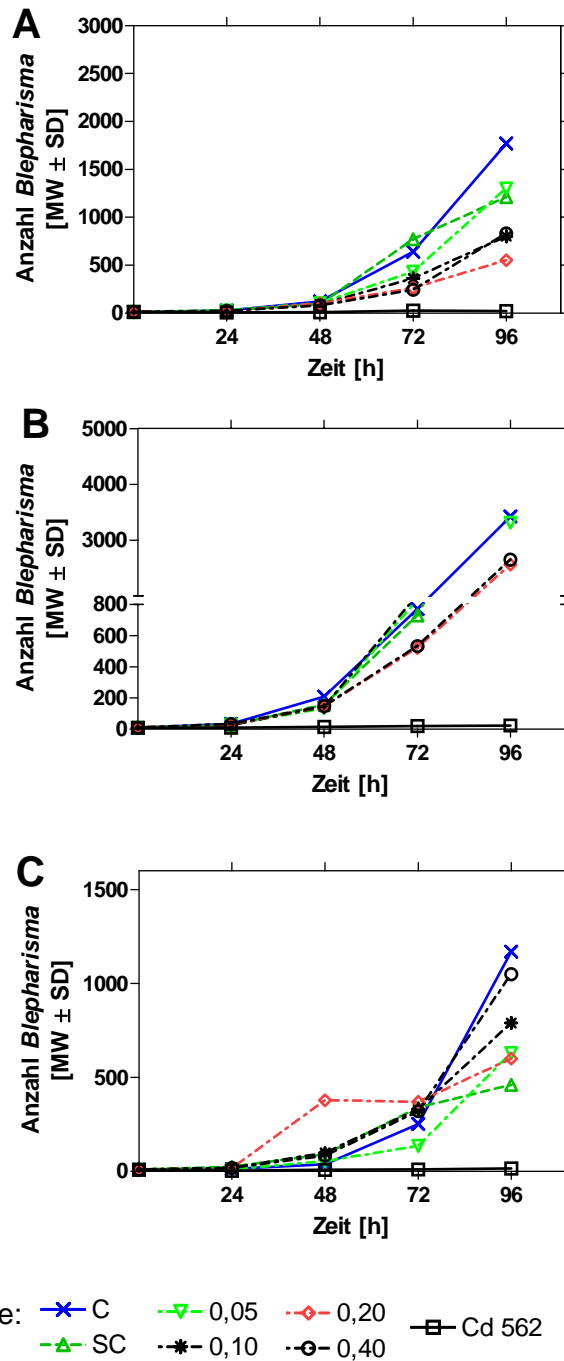 A
3000
2000
1500
1000
500
0
Anzahl Blepharisma
[MW ± SD]
24 48 72 96
Zeit [h]
B
5000
4000
3000
800
600
400
200
0
Anzahl Blepharisma
[MW ± SD]
24 48 72 96
Zeit [h]
C
1500
1000
500
0
Anzahl Blepharisma
[MW ± SD]
24 48 72 96
Zeit [h]
e: C 0,05 0,20 Cd 562
SC 0,10 0,40